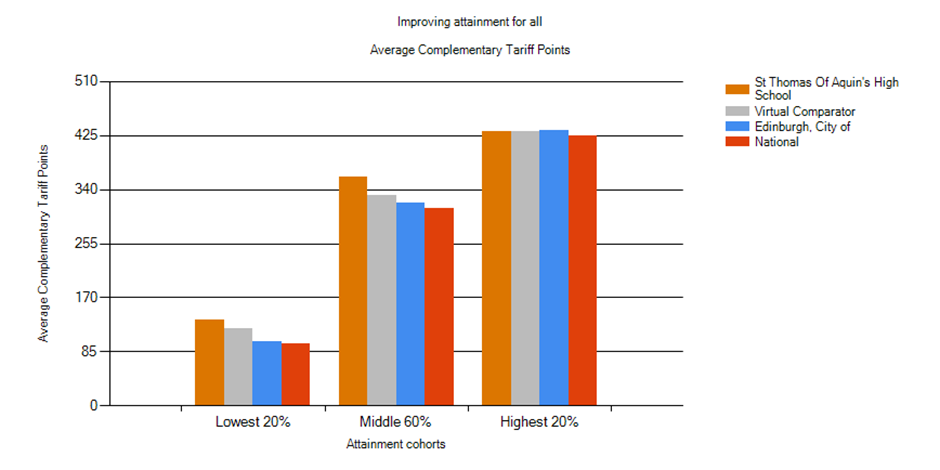 Improving attainment for all
Average Complementary Tariff Points
St Thomas Of Aquin's High
School
Virtual Comparator
Edinburgh, City of
National
Average Complementary Tariff Points
510
425
340
255
170
85
0
Lowest 20%
Middle 60%
Highest 20%
Attainment cohorts